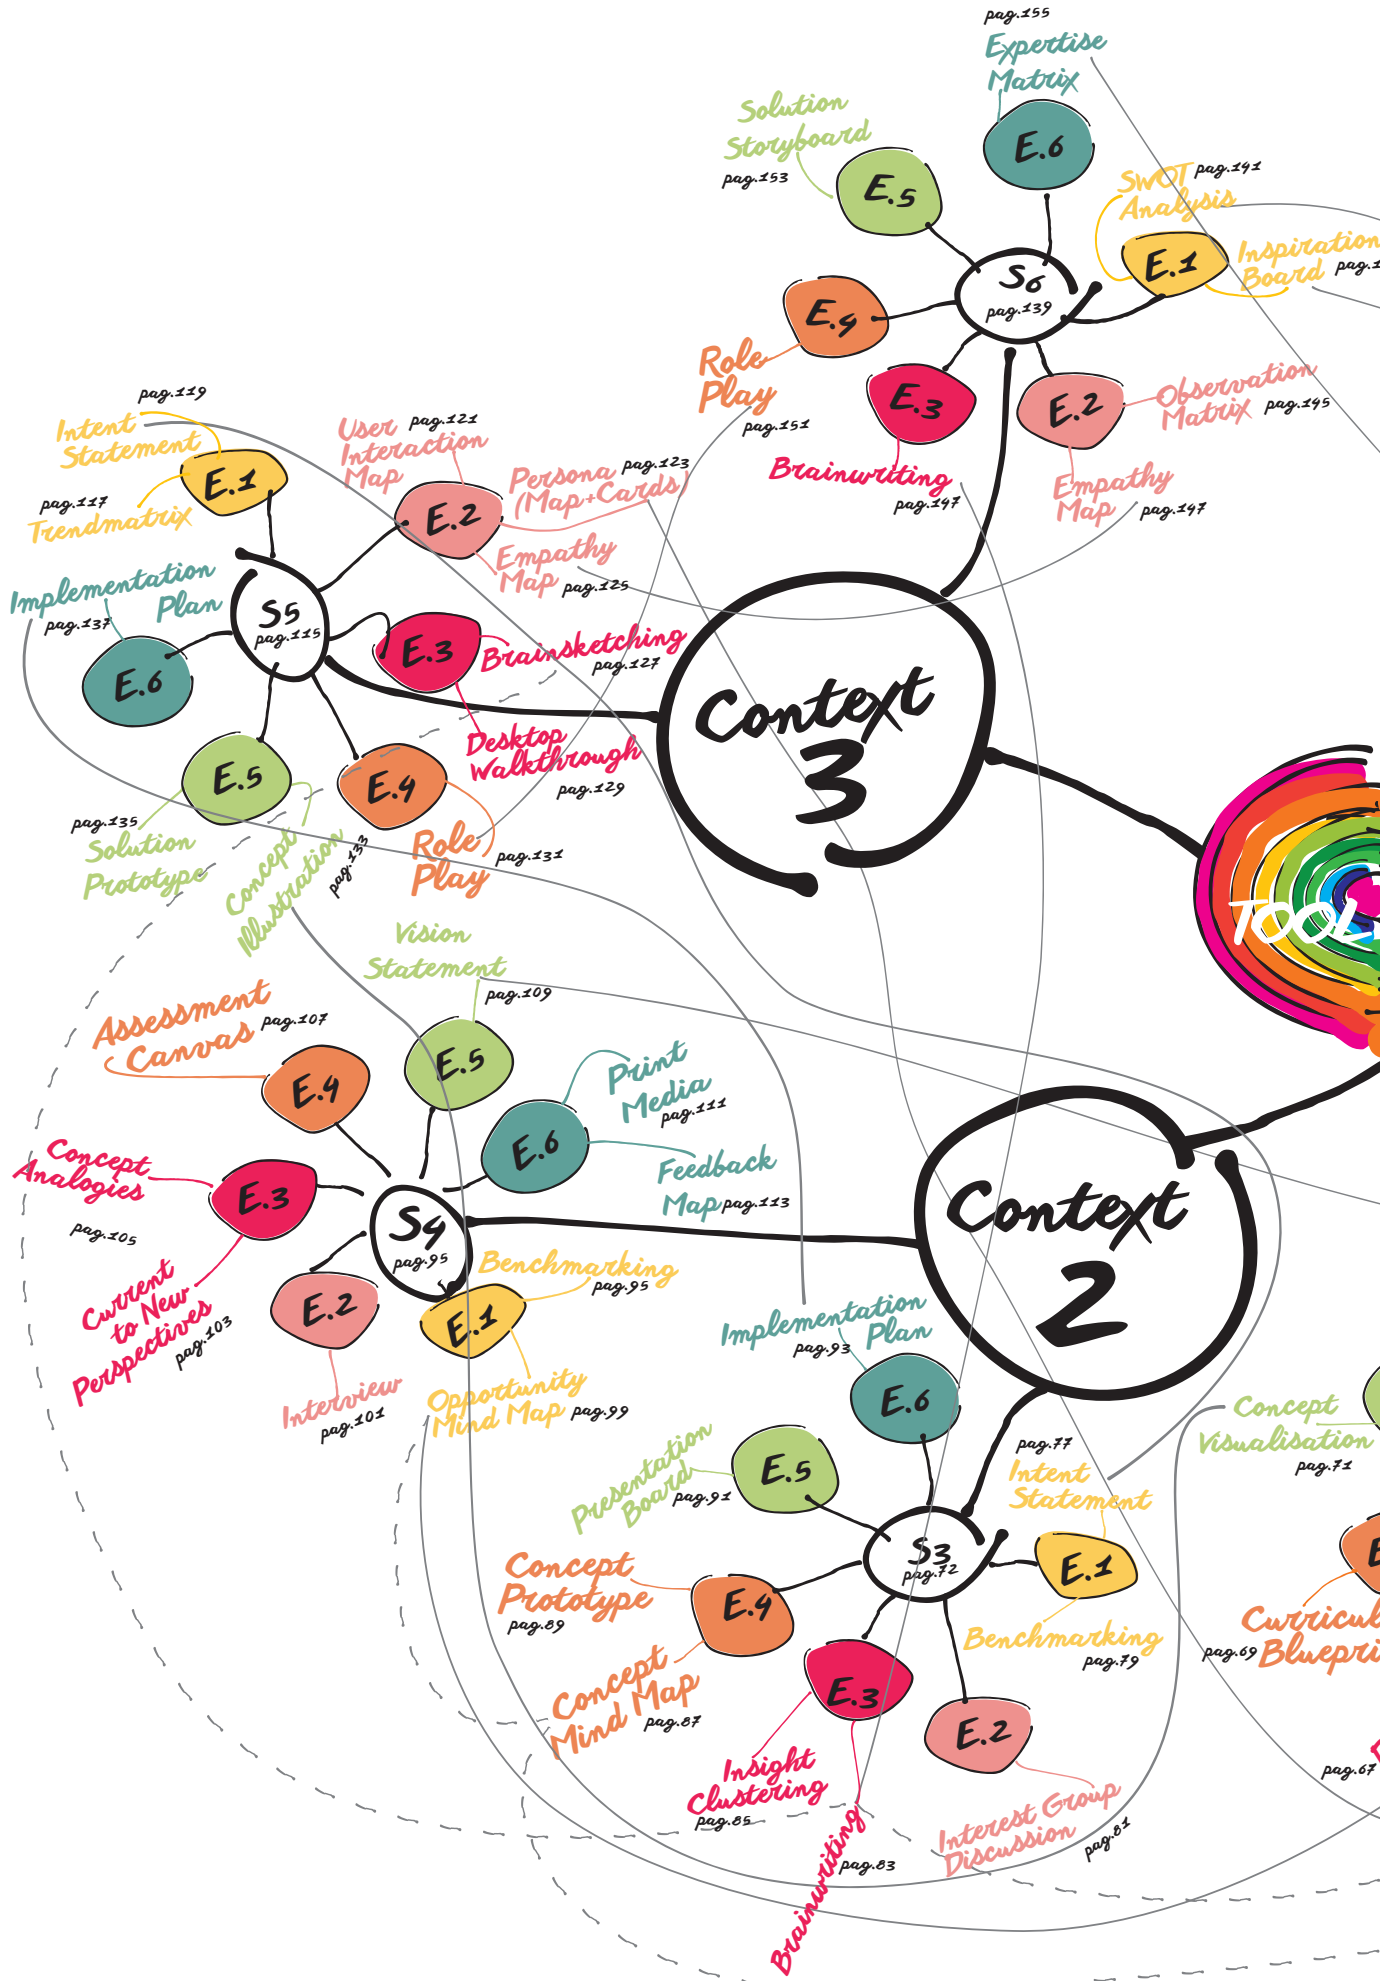 pag.155
Expertise
Matrix
E.6
Solution
Storyboard
pag.153
E.5
SWOT
Analysis
pag.141
E.1
Inspiration
Board
S6
pag.139
E.4
Role
Play
pag.151
E.3
Brainwriting
pag.147
E.2
Observation
Matrix
pag.145
Empathy
Map
pag.147
pag.119
Intent
Statement
E.1
pag.117
Trendmatrix
User
Interaction
Map
pag.121
E.2
Persona
(Map+Cards)
pag.123
Empathy
Map
pag.125
Implementation
Plan
pag.137
E.6
S5
pag.115
E.3
Brainsketching
pag.127
Desktop
Walkthrough
pag.129
E.5
pag.135
Solution
Prototype
Concept
Illustration
pag.133
E.4
Role
Play
pag.131
Context
3
TOOL
Vision
Statement
pag.109
E.5
Assessment
Canvas
pag.107
E.4
Print
Media
pag.111
E.6
Feedback
Map
pag.113
Concept
Analogies
pag.105
E.3
Current
to New
Perspectives
pag.103
S4
pag.95
E.2
Interview
pag.101
Benchmarking
pag.95
E.1
Opportunity
Mind Map
pag.99
Context
2
Implementation
Plan
pag.93
E.6
Presentation
Board
pag.91
E.5
pag.77
Intent
Statement
E.1
Benchmarking
pag.79
S3
pag.72
Concept
Prototype
pag.89
E.4
Concept
Mind Map
pag.87
E.3
Insight
Clustering
pag.85
Brainwriting
pag.83
E.2
Interest Group
Discussion
pag.81
Concept
Visualisation
pag.71
pag.69
pag.67